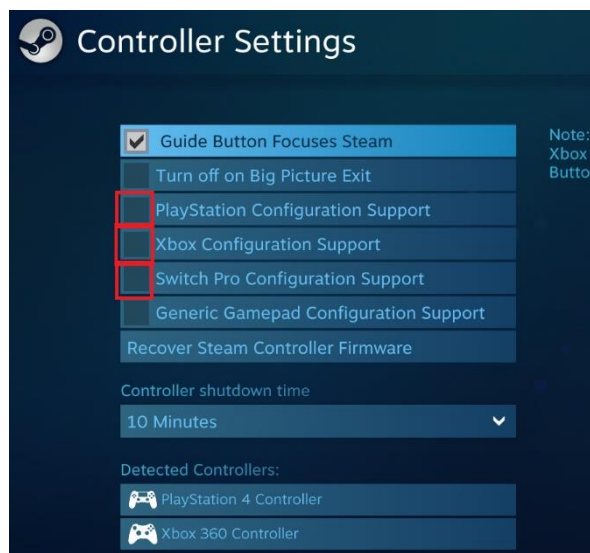 Controller Settings
Guide Button Focuses Steam
Turn off on Big Picture Exit
PlayStation Configuration Support
Xbox Configuration Support
Switch Pro Configuration Support
Generic Gamepad Configuration Support
Recover Steam Controller Firmware
Controller shutdown time
10 Minutes
Detected Controllers:
PlayStation 4 Controller
Xbox 360 Controller
Note:
Xbox
Butto